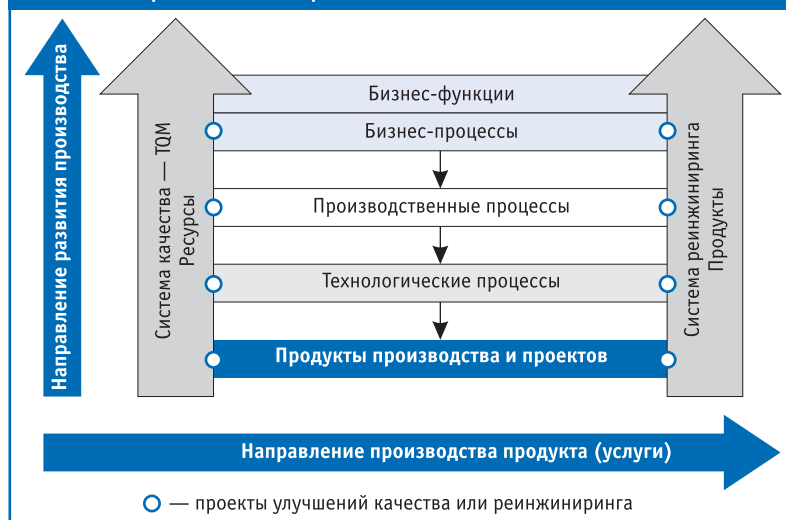 Направление развития производства
Система качества — TQM
Ресурсы
Бизнес-функции
Бизнес-процессы
Производственные процессы
Технологические процессы
Продукты производства и проектов
Система реинжиниринга
Продукты
Направление производства продукта (услуги)
— проекты улучшений качества или реинжиниринга